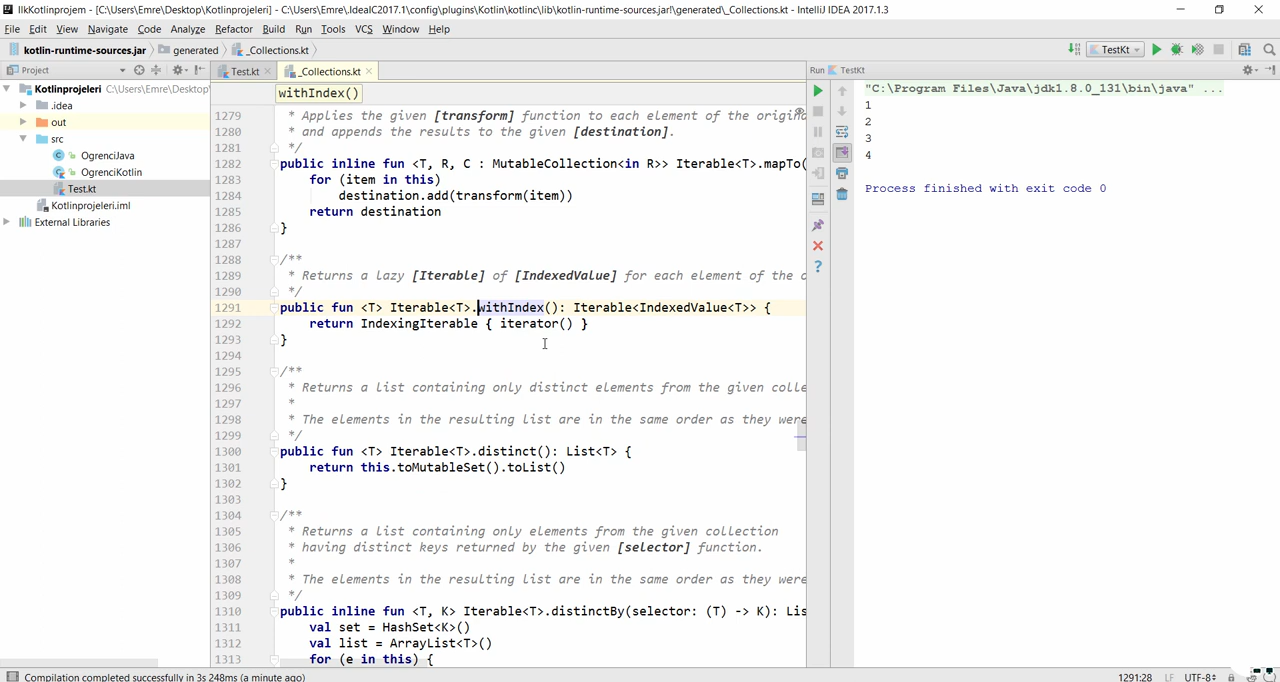 IlkKotlinprojem - [C:\Users\Emre\Desktop\Kotlinprojeleri] - C:\Users\Emre\.IdeaIC2017.1\config\plugins\Kotlin\kotlinc\lib\kotlin-runtime-sources.jar!\generated\_Collections.kt - IntelliJ IDEA 2017.1.3
File Edit View Navigate Code Analyze Refactor Build Run Tools VCS Window Help
kotlin-runtime-sources.jar generated _Collections.kt TestKt
Project Test.kt _Collections.kt Run TestKt
withIndex()
Kotlinprojeleri C:\Users\Emre\Desktop\
.idea
out
src
OgrenciJava
OgrenciKotlin
Test.kt
Kotlinprojeleri.iml
External Libraries
1279 * Applies the given [transform] function to each element of the origina
1280 * and appends the results to the given [destination].
1281 */
1282 public inline fun <T, R, C : MutableCollection<in R>> Iterable<T>.mapTo(
1283 for (item in this)
1284 destination.add(transform(item))
1285 return destination
1286 }
1287
1288 /**
1289 * Returns a lazy [Iterable] of [IndexedValue] for each element of the o
1290 */
1291 public fun <T> Iterable<T>.withIndex(): Iterable<IndexedValue<T>> {
1292 return IndexingIterable { iterator() }
1293 }
1294
1295 /**
1296 * Returns a list containing only distinct elements from the given colle
1297 *
1298 * The elements in the resulting list are in the same order as they were
1299 */
1300 public fun <T> Iterable<T>.distinct(): List<T> {
1301 return this.toMutableSet().toList()
1302 }
1303
1304 /**
1305 * Returns a list containing only elements from the given collection
1306 * having distinct keys returned by the given [selector] function.
1307 *
1308 * The elements in the resulting list are in the same order as they were
1309 */
1310 public inline fun <T, K> Iterable<T>.distinctBy(selector: (T) -> K): Lis
1311 val set = HashSet<K>()
1312 val list = ArrayList<T>()
1313 for (e in this) {
"C:\Program Files\Java\jdk1.8.0_131\bin\java" ...
1
2
3
4
Process finished with exit code 0
Compilation completed successfully in 3s 248ms (a minute ago) 1291:28 LF UTF-8